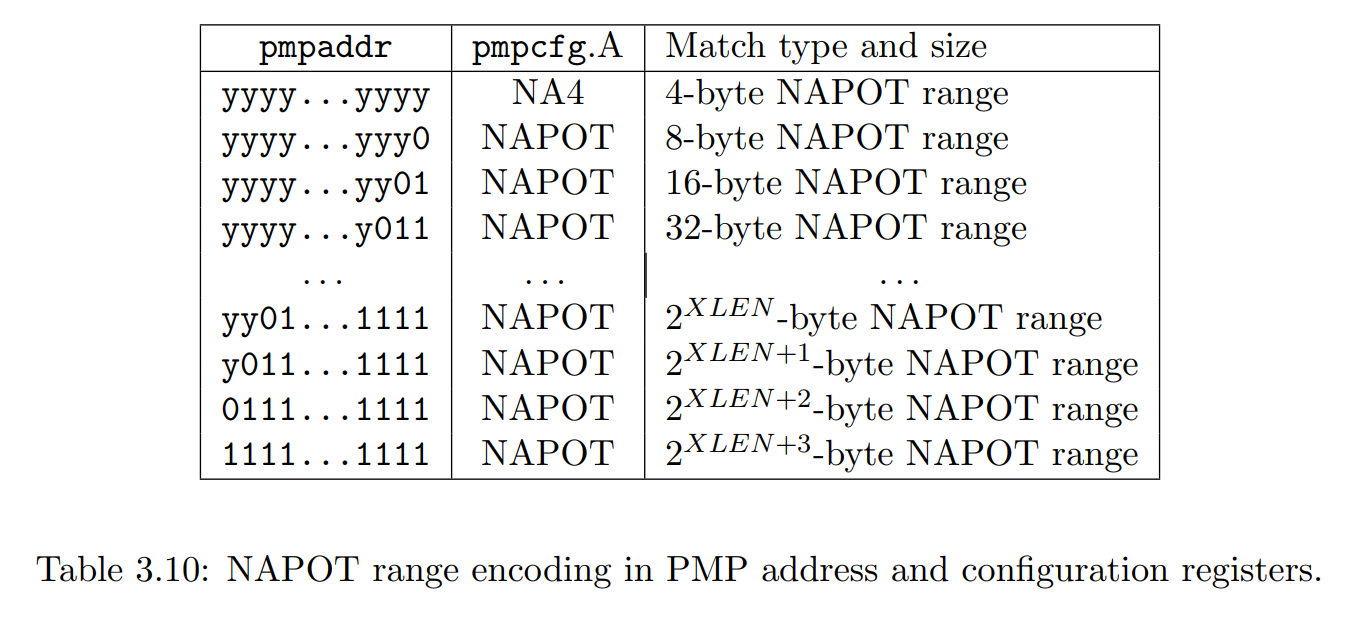 pmpaddr pmpcfg.A Match type and size
yyyy...yyyy NA4 4-byte NAPOT range
yyyy...yyy0 NAPOT 8-byte NAPOT range
yyyy...yy01 NAPOT 16-byte NAPOT range
yyyy...y011 NAPOT 32-byte NAPOT range
... ... ...
yy01...1111 NAPOT 2^{XLEN}-byte NAPOT range
y011...1111 NAPOT 2^{XLEN+1}-byte NAPOT range
0111...1111 NAPOT 2^{XLEN+2}-byte NAPOT range
1111...1111 NAPOT 2^{XLEN+3}-byte NAPOT range
Table 3.10: NAPOT range encoding in PMP address and configuration registers.